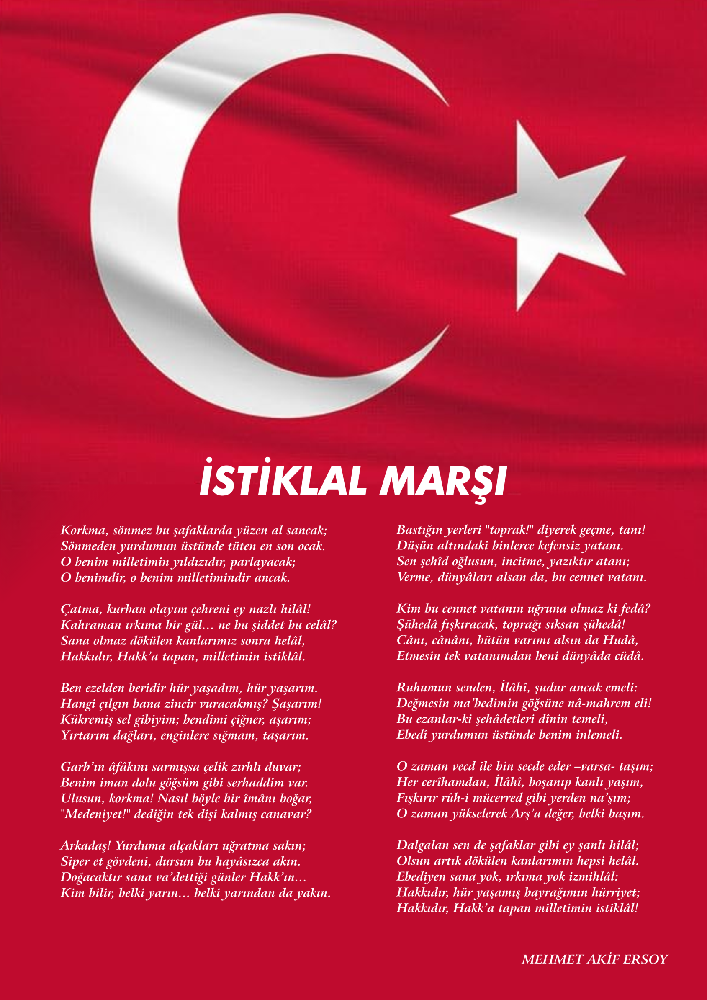 İSTİKLAL MARŞI
Korkma, sönmez bu şafaklarda yüzen al sancak;
Sönmeden yurdumun üstünde tüten en son ocak.
O benim milletimin yıldızıdır, parlayacak;
O benimdir, o benim milletimindir ancak.
Çatma, kurban olayım çehreni ey nazlı hilâl!
Kahraman ırkıma bir gül... ne bu şiddet bu celâl?
Sana olmaz dökülen kanlarımız sonra helâl,
Hakkıdır, Hakk’a tapan, milletimin istiklâl.
Ben ezelden beridir hür yaşadım, hür yaşarım.
Hangi çılgın bana zincir vuracakmış? Şaşarım!
Kükremiş sel gibiyim; bendimi çiğner, aşarım;
Yırtarım dağları, enginlere sığmam, taşarım.
Garb’ın âfâkını sarmışsa çelik zırhlı duvar;
Benim iman dolu göğsüm gibi serhaddim var.
Ulusun, korkma! Nasıl böyle bir îmânı boğar,
"Medeniyet!" dediğin tek dişi kalmış canavar?
Arkadaş! Yurduma alçakları uğratma sakın;
Siper et gövdeni, dursun bu hayâsızca akın.
Doğacaktır sana va’dettiği günler Hakk’ın...
Kim bilir, belki yarın... belki yarından da yakın.
Bastığın yerleri "toprak!" diyerek geçme, tanı!
Düşün altındaki binlerce kefensiz yatanı.
Sen şehîd oğlusun, incitme, yazıktır atanı;
Verme, dünyâları alsan da, bu cennet vatanı.
Kim bu cennet vatanın uğruna olmaz ki fedâ?
Şühedâ fışkıracak, toprağı sıksan şühedâ!
Cânı, cânânı, bütün varımı alsın da Hudâ,
Etmesin tek vatanımdan beni dünyâda cüdâ.
Ruhumun senden, İlâhî, şudur ancak emeli:
Değmesin ma’bedimin göğsüne nâ-mahrem eli!
Bu ezanlar-ki şehâdetleri dînin temeli,
Ebedî yurdumun üstünde benim inlemeli.
O zaman vecd ile bin secde eder –varsa- taşım;
Her cerîhamdan, İlâhî, boşanıp kanlı yaşım,
Fışkırır rûh-i mücerred gibi yerden na’şım;
O zaman yükselerek Arş’a değer, belki başım.
Dalgalan sen de şafaklar gibi ey şanlı hilâl;
Olsun artık dökülen kanlarımın hepsi helâl.
Ebediyen sana yok, ırkıma yok izmihlâl:
Hakkıdır, hür yaşamış bayrağımın hürriyet;
Hakkıdır, Hakk’a tapan milletimin istiklâl!
MEHMET AKİF ERSOY